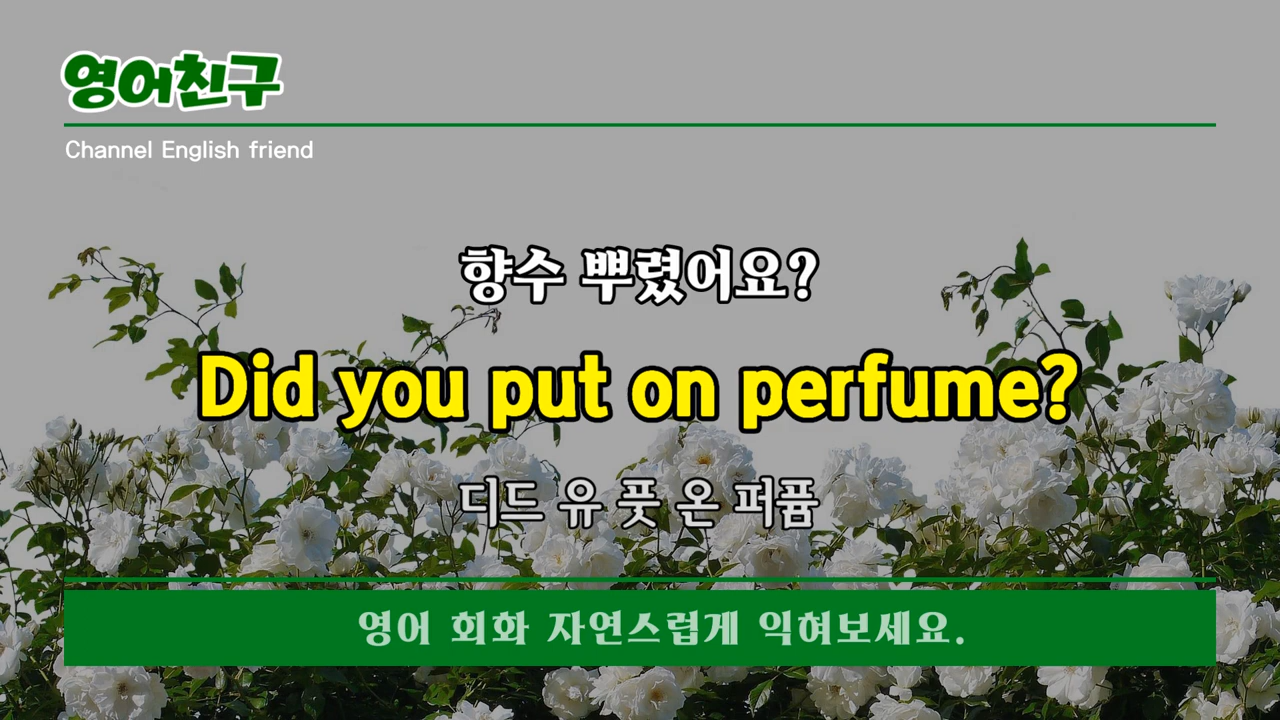 영어친구
Channel English friend
향수 뿌렸어요?
Did you put on perfume?
디드 유 풋 온 퍼퓸
영어 회화 자연스럽게 익혀보세요.